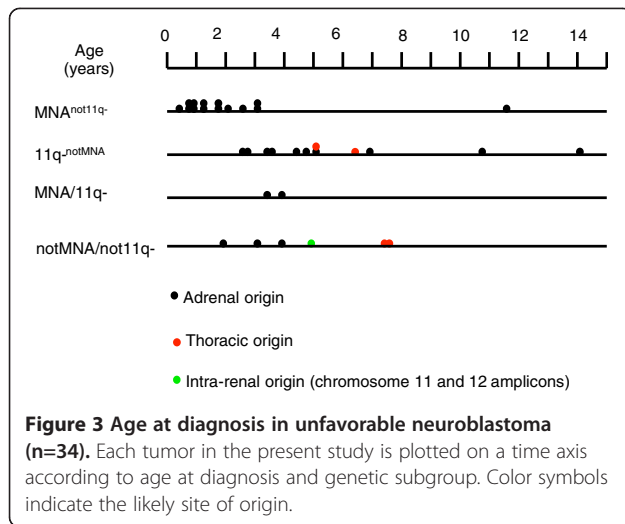 0 2 4 6 8 10 12 14
Age
(years)
MNAnot11q-
11q-notMNA
MNA/11q-
notMNA/not11q-
Adrenal origin
Thoracic origin
Intra-renal origin (chromosome 11 and 12 amplicons)
Figure 3 Age at diagnosis in unfavorable neuroblastoma
(n=34). Each tumor in the present study is plotted on a time axis
according to age at diagnosis and genetic subgroup. Color symbols
indicate the likely site of origin.